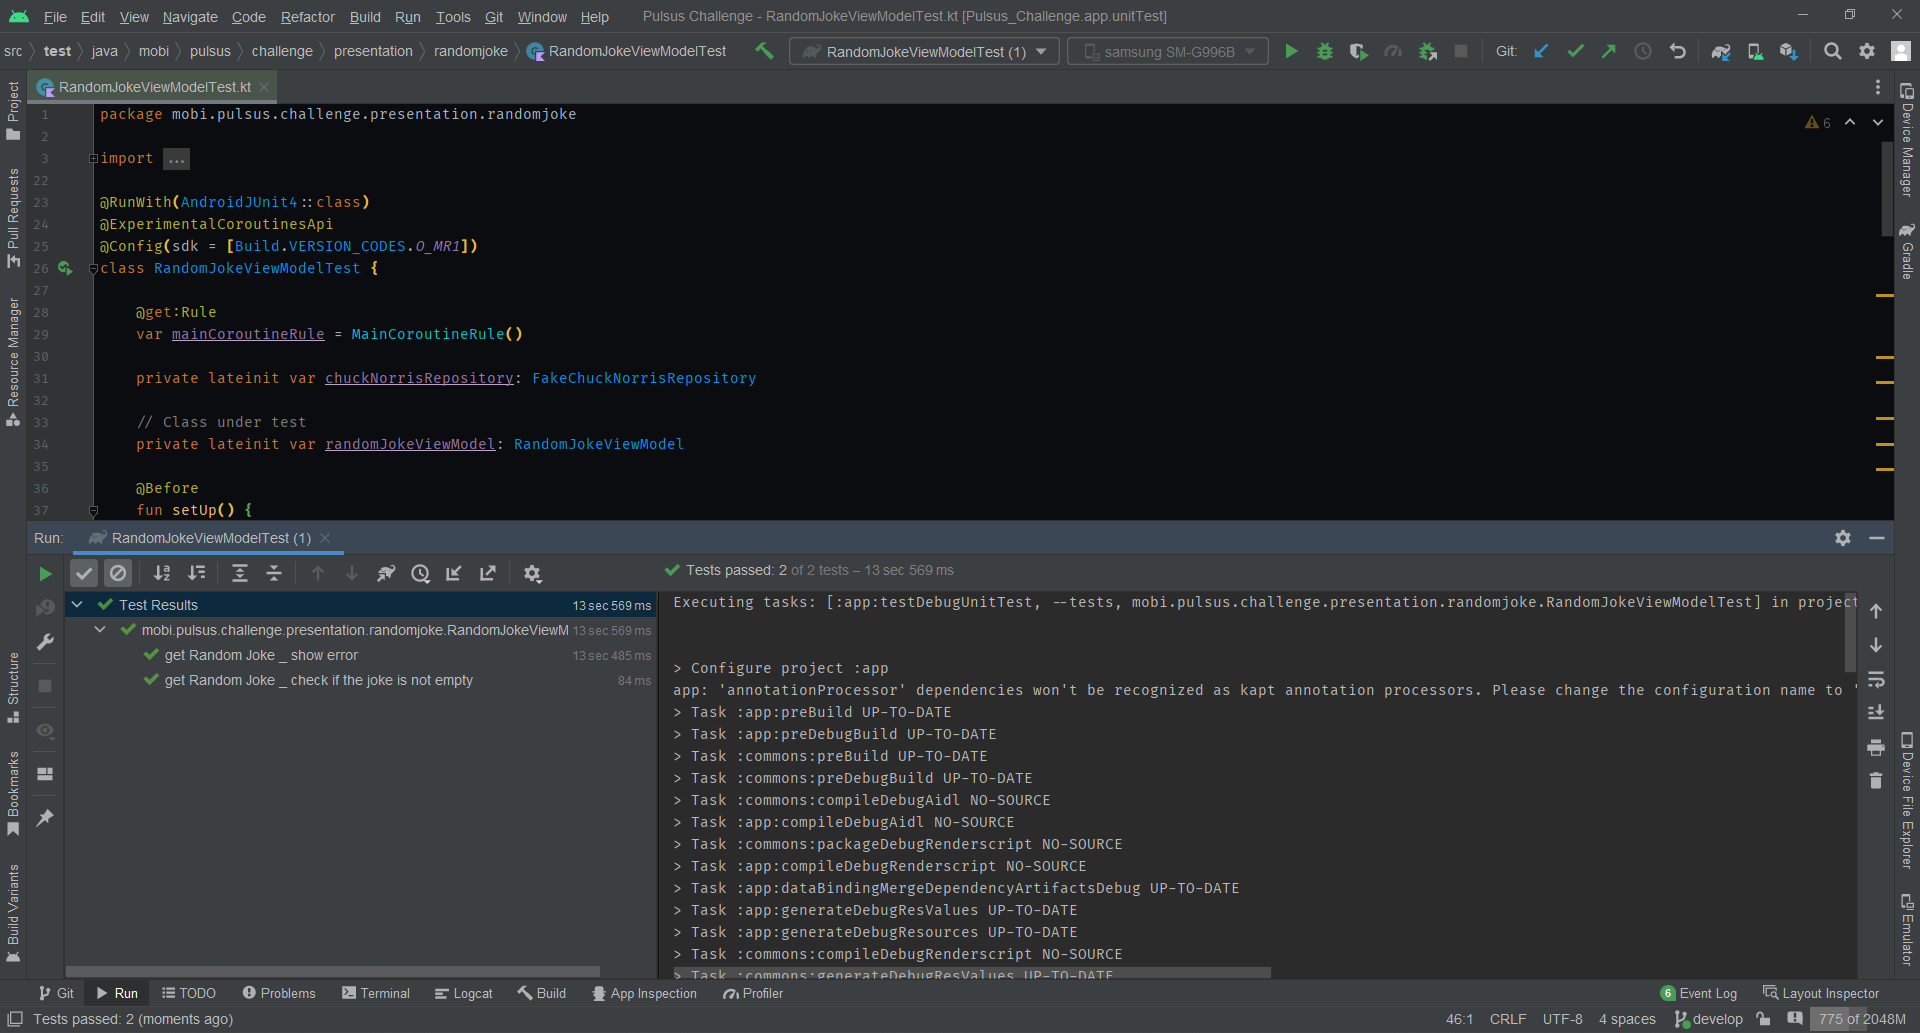 File Edit View Navigate Code Refactor Build Run Tools Git Window Help Pulsus Challenge - RandomJokeViewModelTest.kt [Pulsus_Challenge.app.unitTest]
src test java mobi pulsus challenge presentation randomjoke RandomJokeViewModelTest RandomJokeViewModelTest (1) samsung SM-G996B Git:
RandomJokeViewModelTest.kt
1 package mobi.pulsus.challenge.presentation.randomjoke
2
3 import ...
22
23 @RunWith(AndroidJUnit4::class)
24 @ExperimentalCoroutinesApi
25 @Config(sdk = [Build.VERSION_CODES.O_MR1])
26 class RandomJokeViewModelTest {
27
28 @get:Rule
29 var mainCoroutineRule = MainCoroutineRule()
30
31 private lateinit var chuckNorrisRepository: FakeChuckNorrisRepository
32
33 // Class under test
34 private lateinit var randomJokeViewModel: RandomJokeViewModel
35
36 @Before
37 fun setUp() {
6
Project
Pull Requests
Resource Manager
Structure
Bookmarks
Build Variants
Device Manager
Gradle
Device File Explorer
Emulator
Run: RandomJokeViewModelTest (1)
Tests passed: 2 of 2 tests – 13 sec 569 ms
Test Results 13 sec 569 ms
mobi.pulsus.challenge.presentation.randomjoke.RandomJokeViewM 13 sec 569 ms
get Random Joke _ show error 13 sec 485 ms
get Random Joke _ check if the joke is not empty 84 ms
Executing tasks: [:app:testDebugUnitTest, --tests, mobi.pulsus.challenge.presentation.randomjoke.RandomJokeViewModelTest] in project
> Configure project :app
app: 'annotationProcessor' dependencies won't be recognized as kapt annotation processors. Please change the configuration name to '
> Task :app:preBuild UP-TO-DATE
> Task :app:preDebugBuild UP-TO-DATE
> Task :commons:preBuild UP-TO-DATE
> Task :commons:preDebugBuild UP-TO-DATE
> Task :commons:compileDebugAidl NO-SOURCE
> Task :app:compileDebugAidl NO-SOURCE
> Task :commons:packageDebugRenderscript NO-SOURCE
> Task :app:compileDebugRenderscript NO-SOURCE
> Task :app:dataBindingMergeDependencyArtifactsDebug UP-TO-DATE
> Task :app:generateDebugResValues UP-TO-DATE
> Task :app:generateDebugResources UP-TO-DATE
> Task :commons:compileDebugRenderscript NO-SOURCE
> Task :commons:generateDebugResValues UP-TO-DATE
Git Run TODO Problems Terminal Logcat Build App Inspection Profiler 6 Event Log Layout Inspector
Tests passed: 2 (moments ago) 46:1 CRLF UTF-8 4 spaces develop 775 of 2048M